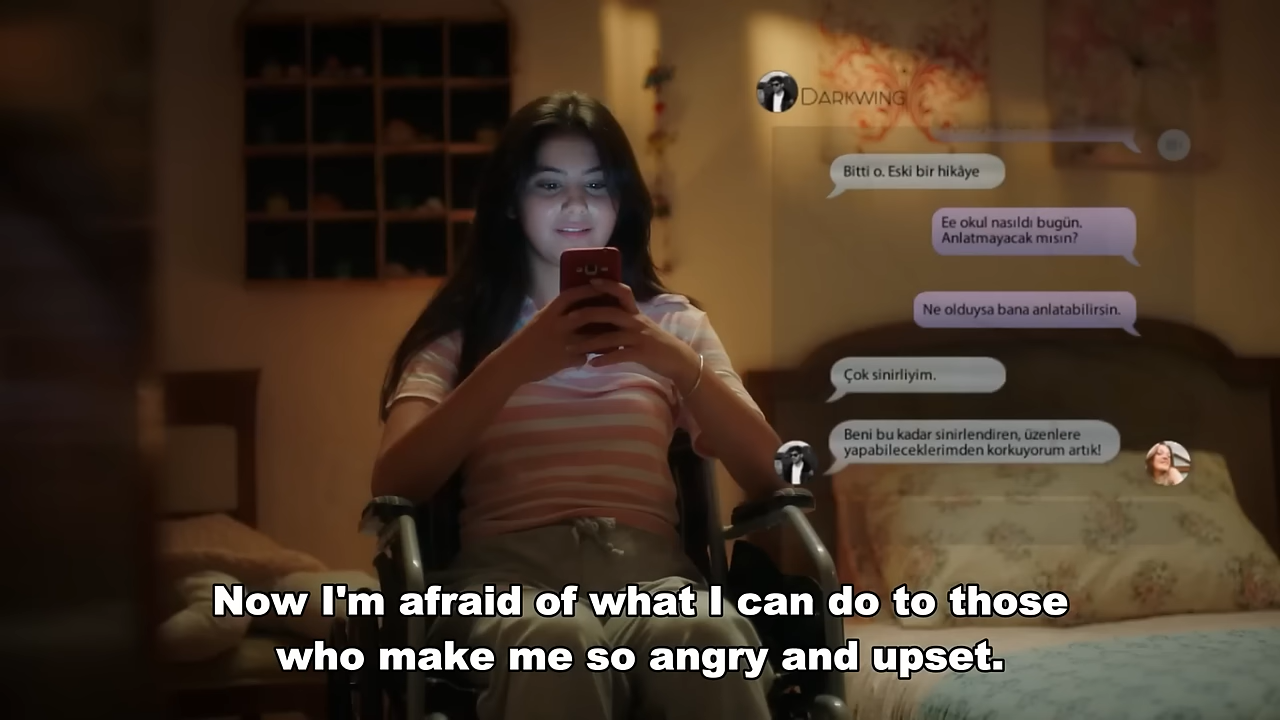 DARKWING
Bitti o. Eski bir hikâye
Ee okul nasıldı bugün.
Anlatmayacak mısın?
Ne olduysa bana anlatabilirsin.
Çok sinirliyim.
Beni bu kadar sinirlendiren, üzenlere
yapabileceklerimden korkuyorum artık!
Now I'm afraid of what I can do to those
who make me so angry and upset.